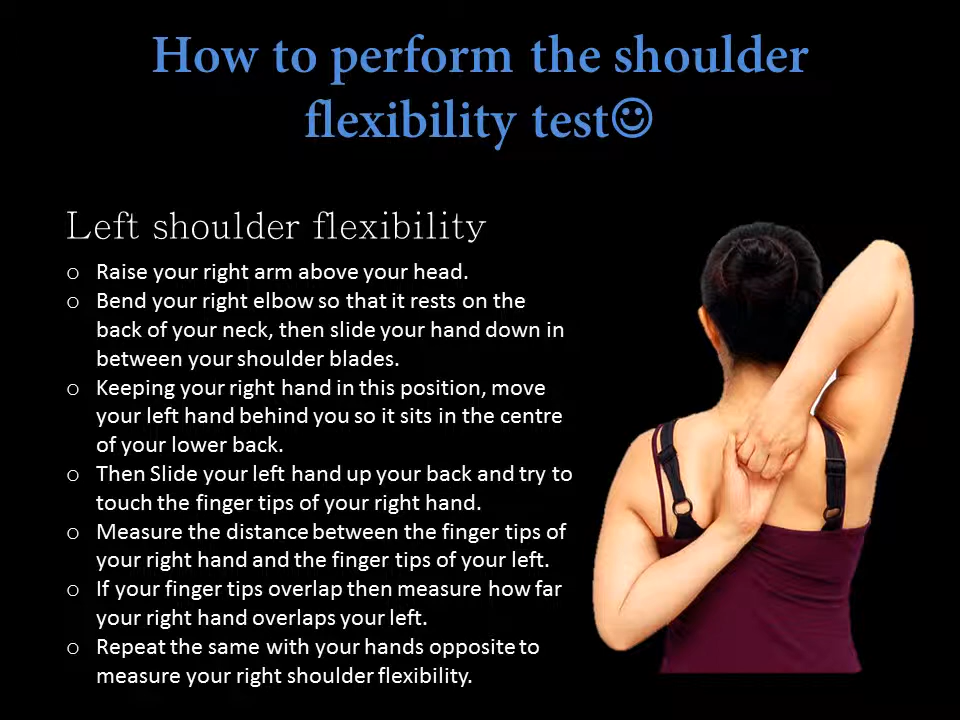 How to perform the shoulder
flexibility test☺
Left shoulder flexibility
o Raise your right arm above your head.
o Bend your right elbow so that it rests on the
back of your neck, then slide your hand down in
between your shoulder blades.
o Keeping your right hand in this position, move
your left hand behind you so it sits in the centre
of your lower back.
o Then Slide your left hand up your back and try to
touch the finger tips of your right hand.
o Measure the distance between the finger tips of
your right hand and the finger tips of your left.
o If your finger tips overlap then measure how far
your right hand overlaps your left.
o Repeat the same with your hands opposite to
measure your right shoulder flexibility.